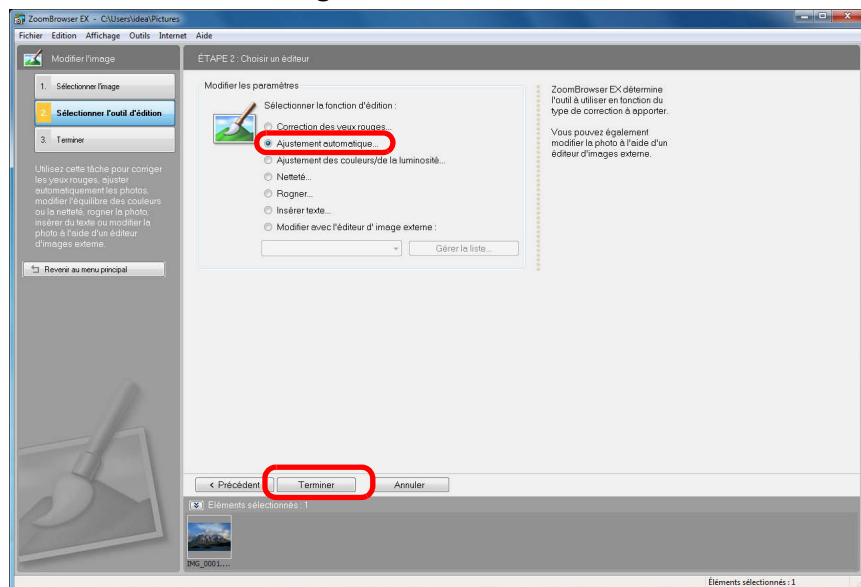 ZoomBrowser EX - C:\Users\idea\Pictures
Fichier Edition Affichage Outils Internet Aide
Modifier l'image
ÉTAPE 2 : Choisir un éditeur
1. Sélectionner l'image
2. Sélectionner l'outil d'édition
3. Terminer
Utilisez cette tâche pour corriger
les yeux rouges, ajuster
automatiquement les photos,
modifier l'équilibre des couleurs
ou la netteté, rogner la photo,
insérer du texte ou modifier la
photo à l'aide d'un éditeur
d'images externe.
Revenir au menu principal
Modifier les paramètres
Sélectionner la fonction d'édition :
Correction des yeux rouges...
Ajustement automatique...
Ajustement des couleurs/de la luminosité...
Netteté...
Rogner...
Insérer texte...
Modifier avec l'éditeur d' image externe :
Gérer la liste...
ZoomBrowser EX détermine
l'outil à utiliser en fonction du
type de correction à apporter.
Vous pouvez également
modifier la photo à l'aide d'un
éditeur d'images externe.
< Précédent Terminer Annuler
Eléments sélectionnés : 1
IMG_0001....
Éléments sélectionnés : 1